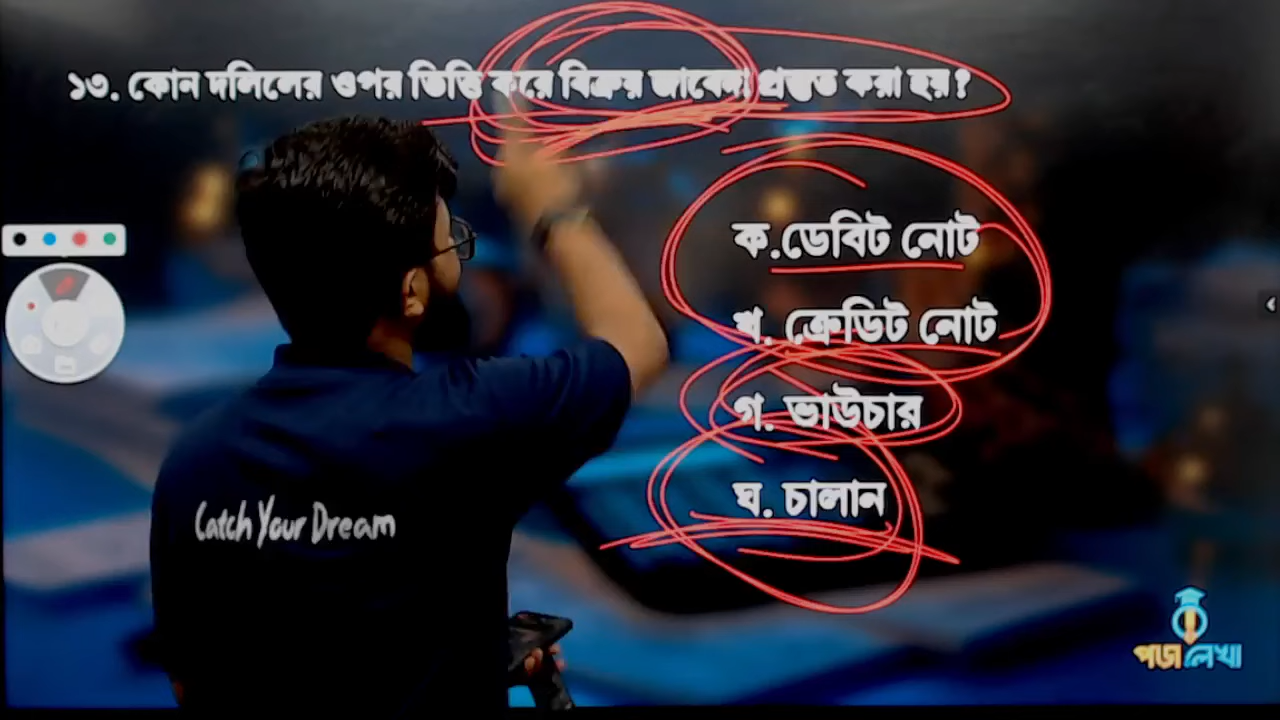 ১৩. কোন দলিলের ওপর ভিত্তি করে বিক্রয় জাবেদা প্রস্তুত করা হয়?
ক.ডেবিট নোট
খ. ক্রেডিট নোট
গ. ভাউচার
ঘ. চালান
Catch Your Dream
পড়ালেখা